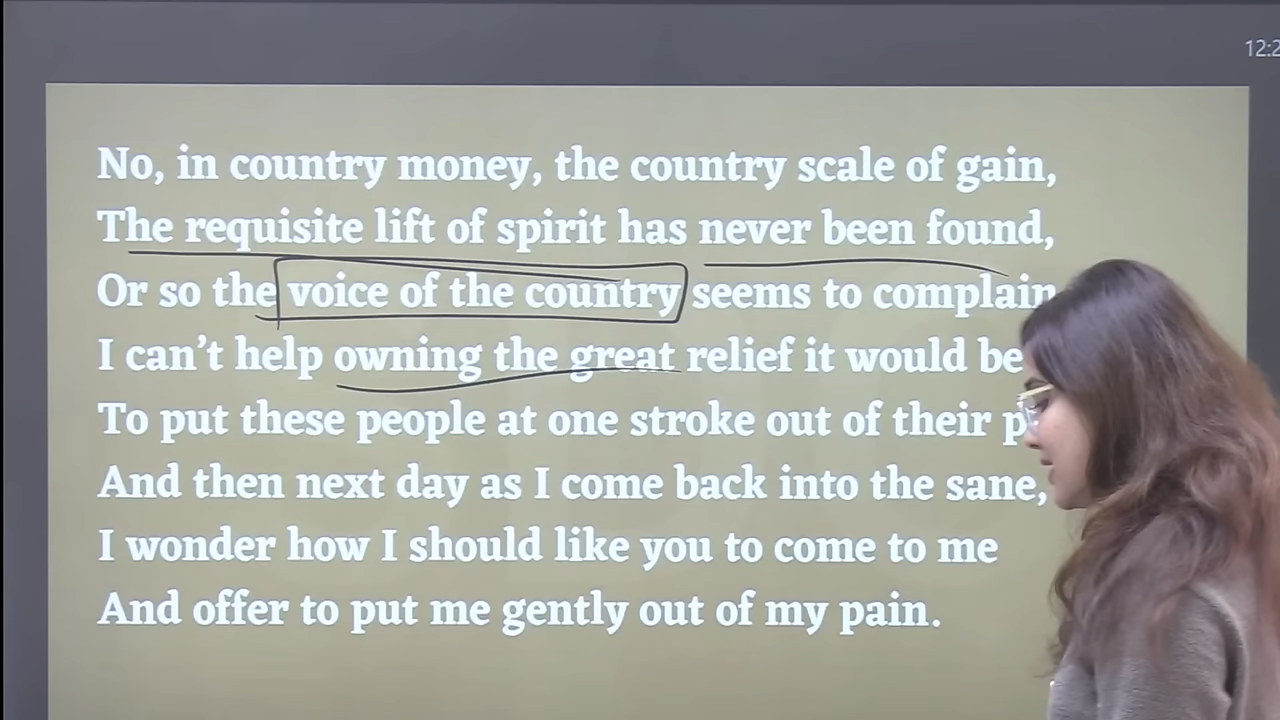 12:2
No, in country money, the country scale of gain,
The requisite lift of spirit has never been found,
Or so the voice of the country seems to complain
I can't help owning the great relief it would be
To put these people at one stroke out of their
And then next day as I come back into the sane,
I wonder how I should like you to come to me
And offer to put me gently out of my pain.